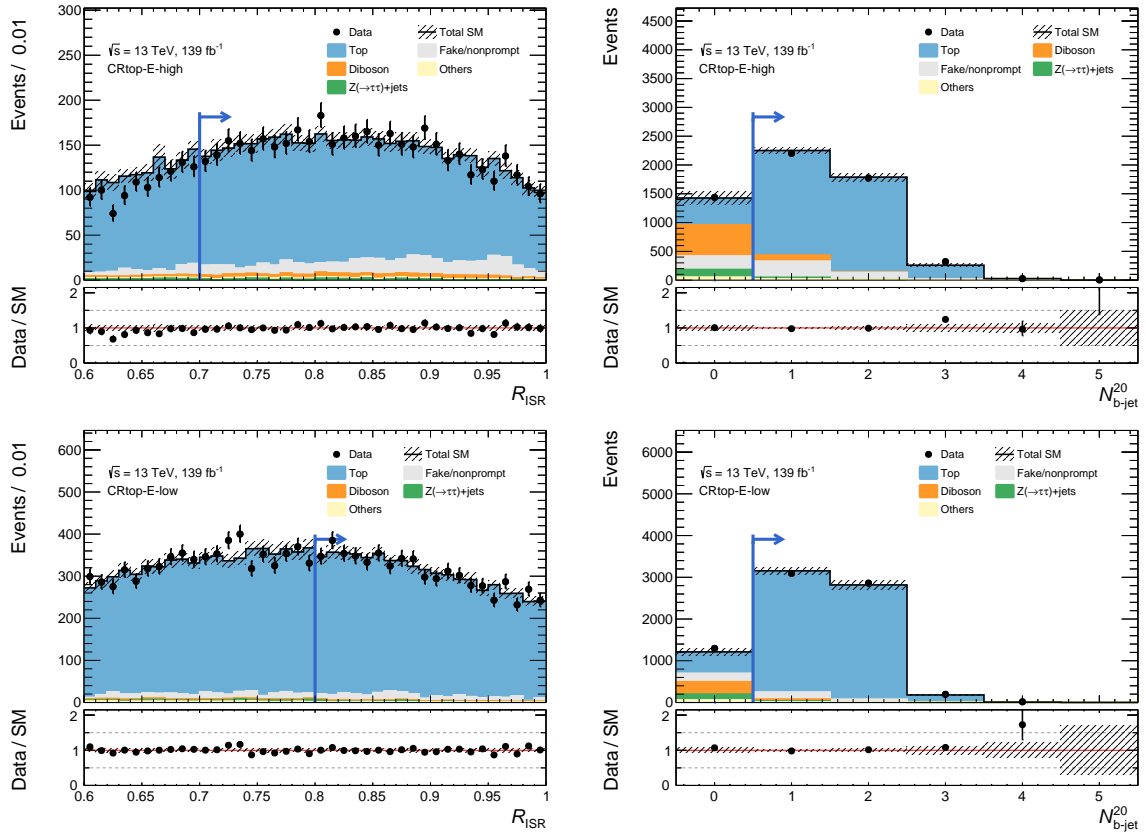 Events / 0.01
300
250
200
150
100
50
0
√s = 13 TeV, 139 fb⁻¹
CRtop-E-high
Data
Total SM
Top
Fake/nonprompt
Diboson
Others
Z(→ττ)+jets
Data / SM
2
1
0
0.6 0.65 0.7 0.75 0.8 0.85 0.9 0.95 1
R_ISR
Events
4500
4000
3500
3000
2500
2000
1500
1000
500
0
√s = 13 TeV, 139 fb⁻¹
CRtop-E-high
Data
Total SM
Top
Diboson
Fake/nonprompt
Z(→ττ)+jets
Others
Data / SM
2
1
0
0 1 2 3 4 5
N^20_b-jet
Events / 0.01
600
500
400
300
200
100
0
√s = 13 TeV, 139 fb⁻¹
CRtop-E-low
Data
Total SM
Top
Fake/nonprompt
Diboson
Z(→ττ)+jets
Others
Data / SM
2
1
0
0.6 0.65 0.7 0.75 0.8 0.85 0.9 0.95 1
R_ISR
Events
6000
5000
4000
3000
2000
1000
0
√s = 13 TeV, 139 fb⁻¹
CRtop-E-low
Data
Total SM
Top
Fake/nonprompt
Diboson
Z(→ττ)+jets
Others
Data / SM
2
1
0
0 1 2 3 4 5
N^20_b-jet